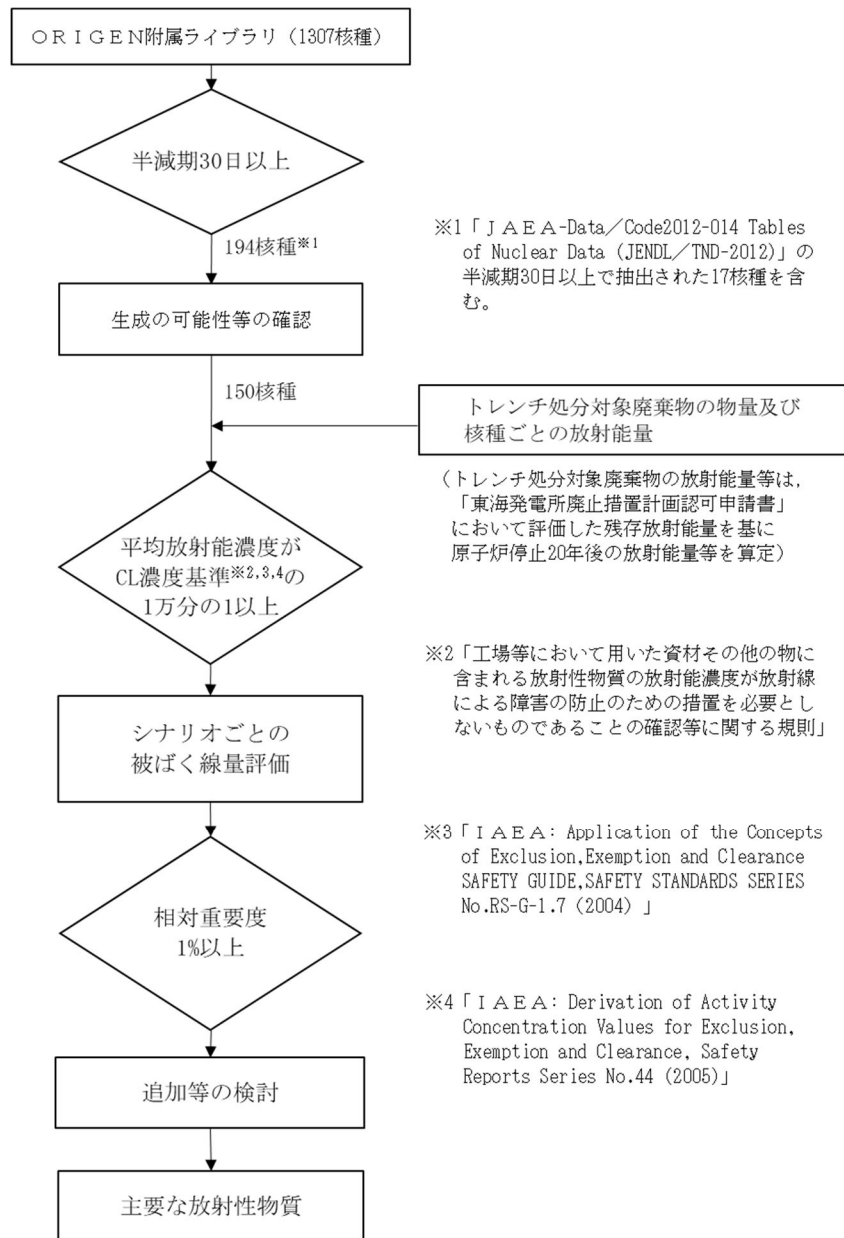 ＯＲＩＧＥＮ附属ライブラリ（1307核種）
半減期30日以上
194核種※1
※1「ＪＡＥＡ-Data／Code2012-014 Tables
of Nuclear Data (JENDL／TND-2012)」の
半減期30日以上で抽出された17核種を含
む。
生成の可能性等の確認
150核種
トレンチ処分対象廃棄物の物量及び
核種ごとの放射能量
（トレンチ処分対象廃棄物の放射能量等は，
「東海発電所廃止措置計画認可申請書」
において評価した残存放射能量を基に
原子炉停止20年後の放射能量等を算定）
平均放射能濃度が
CL濃度基準※2,3,4の
1万分の1以上
※2「工場等において用いた資材その他の物に
含まれる放射性物質の放射能濃度が放射線
による障害の防止のための措置を必要とし
ないものであることの確認等に関する規則」
シナリオごとの
被ばく線量評価
※3「ＩＡＥＡ: Application of the Concepts
of Exclusion,Exemption and Clearance
SAFETY GUIDE,SAFETY STANDARDS SERIES
No.RS-G-1.7 (2004) 」
相対重要度
1%以上
※4「ＩＡＥＡ: Derivation of Activity
Concentration Values for Exclusion,
Exemption and Clearance, Safety
Reports Series No.44 (2005)」
追加等の検討
主要な放射性物質